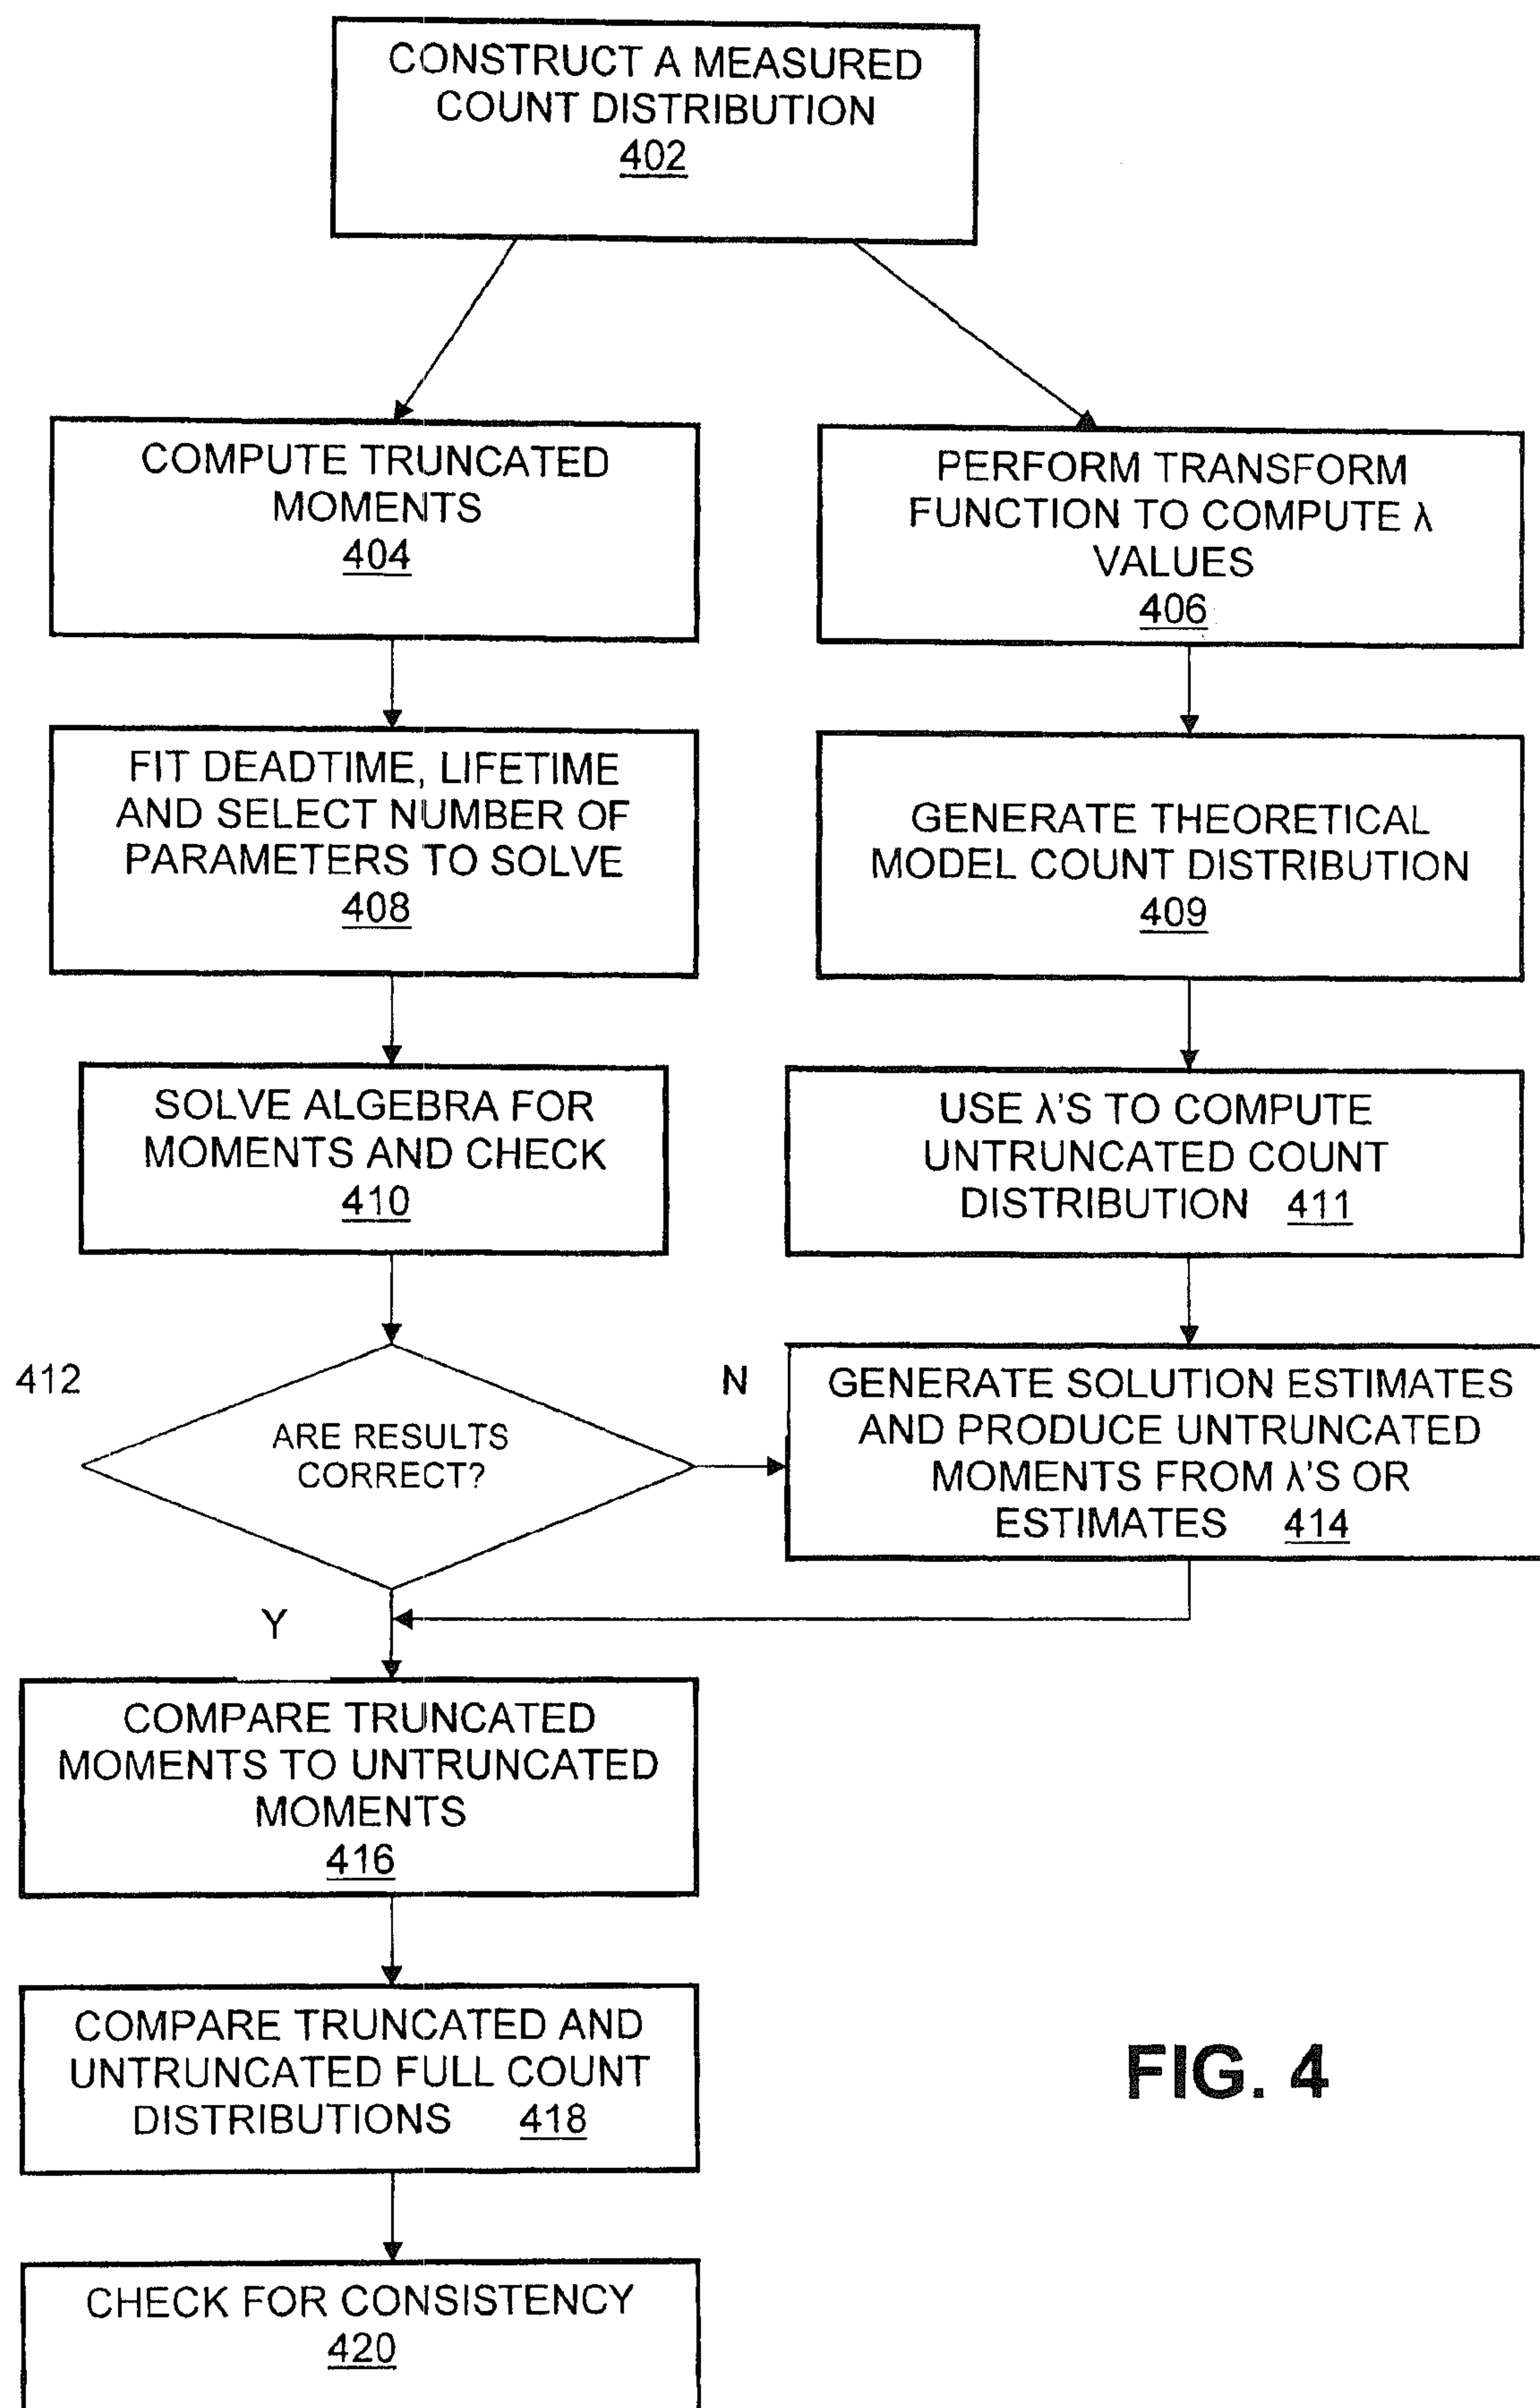 CONSTRUCT A MEASURED
COUNT DISTRIBUTION
402
COMPUTE TRUNCATED
MOMENTS
404
PERFORM TRANSFORM
FUNCTION TO COMPUTE λ
VALUES
406
FIT DEADTIME, LIFETIME
AND SELECT NUMBER OF
PARAMETERS TO SOLVE
408
GENERATE THEORETICAL
MODEL COUNT DISTRIBUTION
409
SOLVE ALGEBRA FOR
MOMENTS AND CHECK
410
USE λ'S TO COMPUTE
UNTRUNCATED COUNT
DISTRIBUTION 411
412
ARE RESULTS
CORRECT?
N
GENERATE SOLUTION ESTIMATES
AND PRODUCE UNTRUNCATED
MOMENTS FROM λ'S OR
ESTIMATES 414
Y
COMPARE TRUNCATED
MOMENTS TO UNTRUNCATED
MOMENTS
416
COMPARE TRUNCATED AND
UNTRUNCATED FULL COUNT
DISTRIBUTIONS 418
FIG. 4
CHECK FOR CONSISTENCY
420